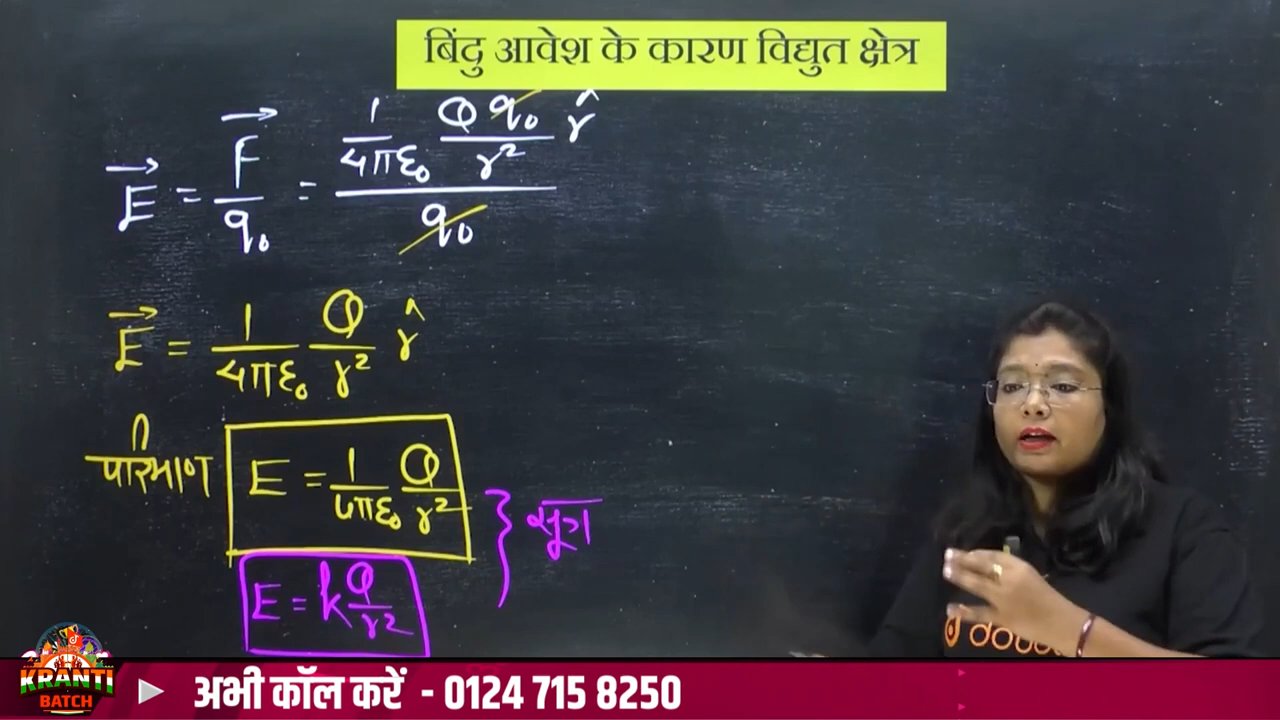 बिंदु आवेश के कारण विद्युत क्षेत्र
E⃗ = F⃗/q₀ = (1/4πε₀ Qq₀/r² r̂)/q₀
E⃗ = 1/4πε₀ Q/r² r̂
परिमाण E = 1/4πε₀ Q/r²
E = k Q/r²
} सूत्र
dou
KRANTI
BATCH
अभी कॉल करें - 0124 715 8250